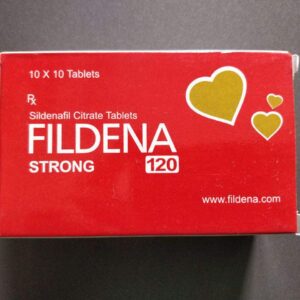 10 X 10 Tablets
Rx
Sildenafil Citrate Tablets
FILDENA
STRONG 120
www.fildena.com